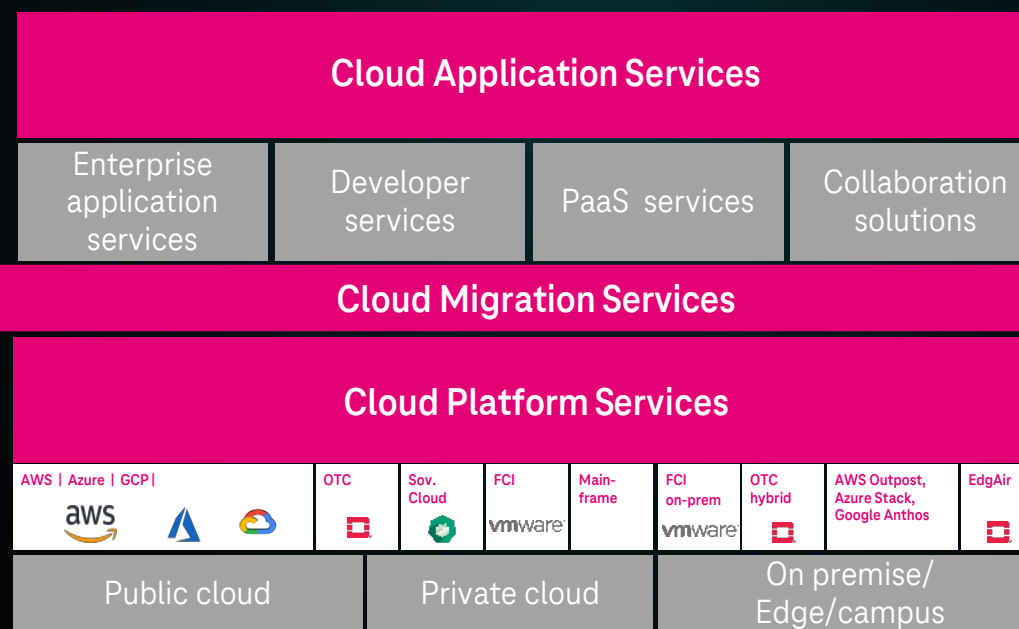 Cloud Application Services
Enterprise
application
services
Developer
services
PaaS services
Collaboration
solutions
Cloud Migration Services
Cloud Platform Services
AWS | Azure | GCP|
aws
OTC
Sov.
Cloud
FCI
vmware
Main-
frame
FCI
on-prem
vmware
OTC
hybrid
AWS Outpost,
Azure Stack,
Google Anthos
EdgAir
Public cloud
Private cloud
On premise/
Edge/campus